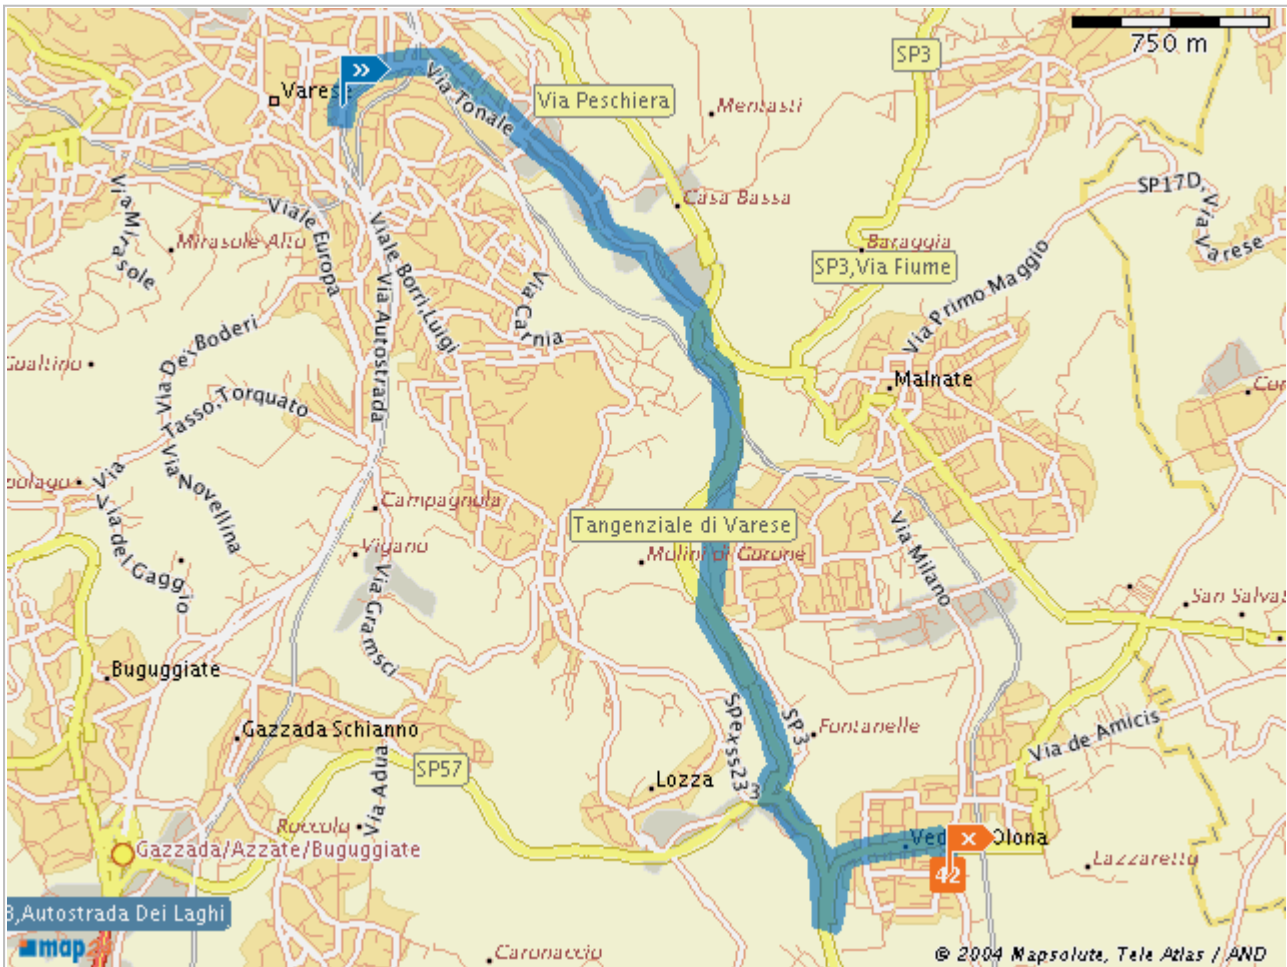 750 m
SP3
Varese
Via Tonale
Via Peschiera
Mentasti
SP17D,Via Varese
Via Mirasole
Mirasole Alto
Viale Europa
Casa Bassa
Baraggia
SP3,Via Fiume
Viale Borri,Luigi
Via Autostrada
Via Carnia
Via Primo Maggio
Gualtino
Via Dei Boderi
Malnate
Via Tasso,Torquato
Via Novellina
Campagnola
Via del Gaggio
Vigano
Tangenziale di Varese
Mulini di Gurone
Via Milano
Via Gramsci
San Salvat
Buguggiate
Gazzada Schianno
SPexss233
SP3
Fontanelle
Via de Amicis
SP57
Lozza
Via Adua
Roccolo
Gazzada/Azzate/Buguggiate
Olona
Lazzaretto
42
,Autostrada Dei Laghi
map
Caronaccio
© 2004 Mapsolute, Tele Atlas / AND